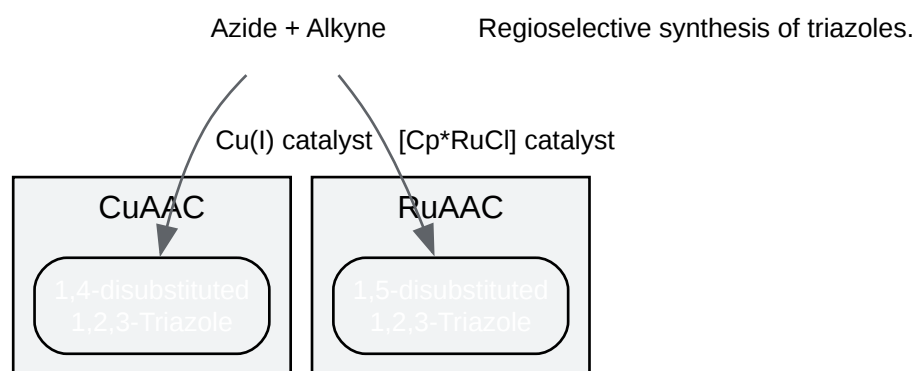 Azide + Alkyne
Regioselective synthesis of triazoles.
Cu(I) catalyst
[Cp*RuCl] catalyst
CuAAC
RuAAC
1,4-disubstituted
1,2,3-Triazole
1,5-disubstituted
1,2,3-Triazole